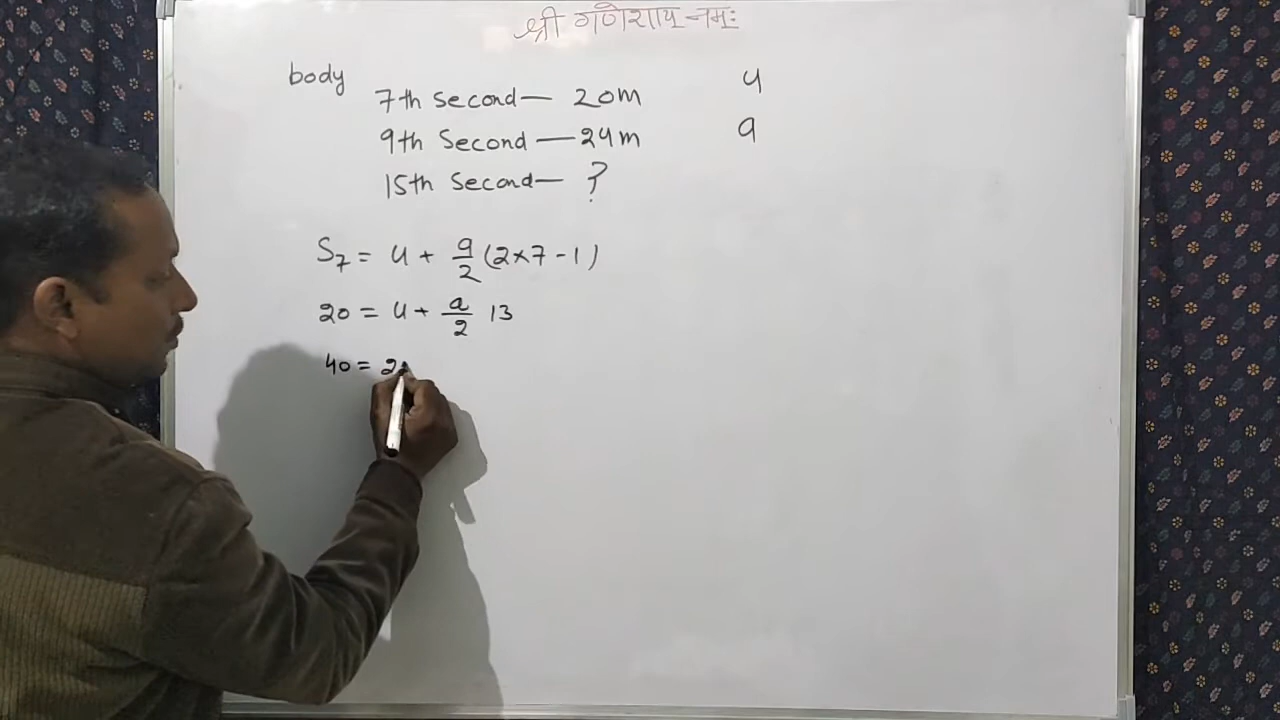 श्री गणेशाय नमः
body
7th second— 20m
9th Second —24m
15th Second— ?
u
a
S₇ = u + a/2 (2×7-1)
20 = u + a/2 13
40 = 2